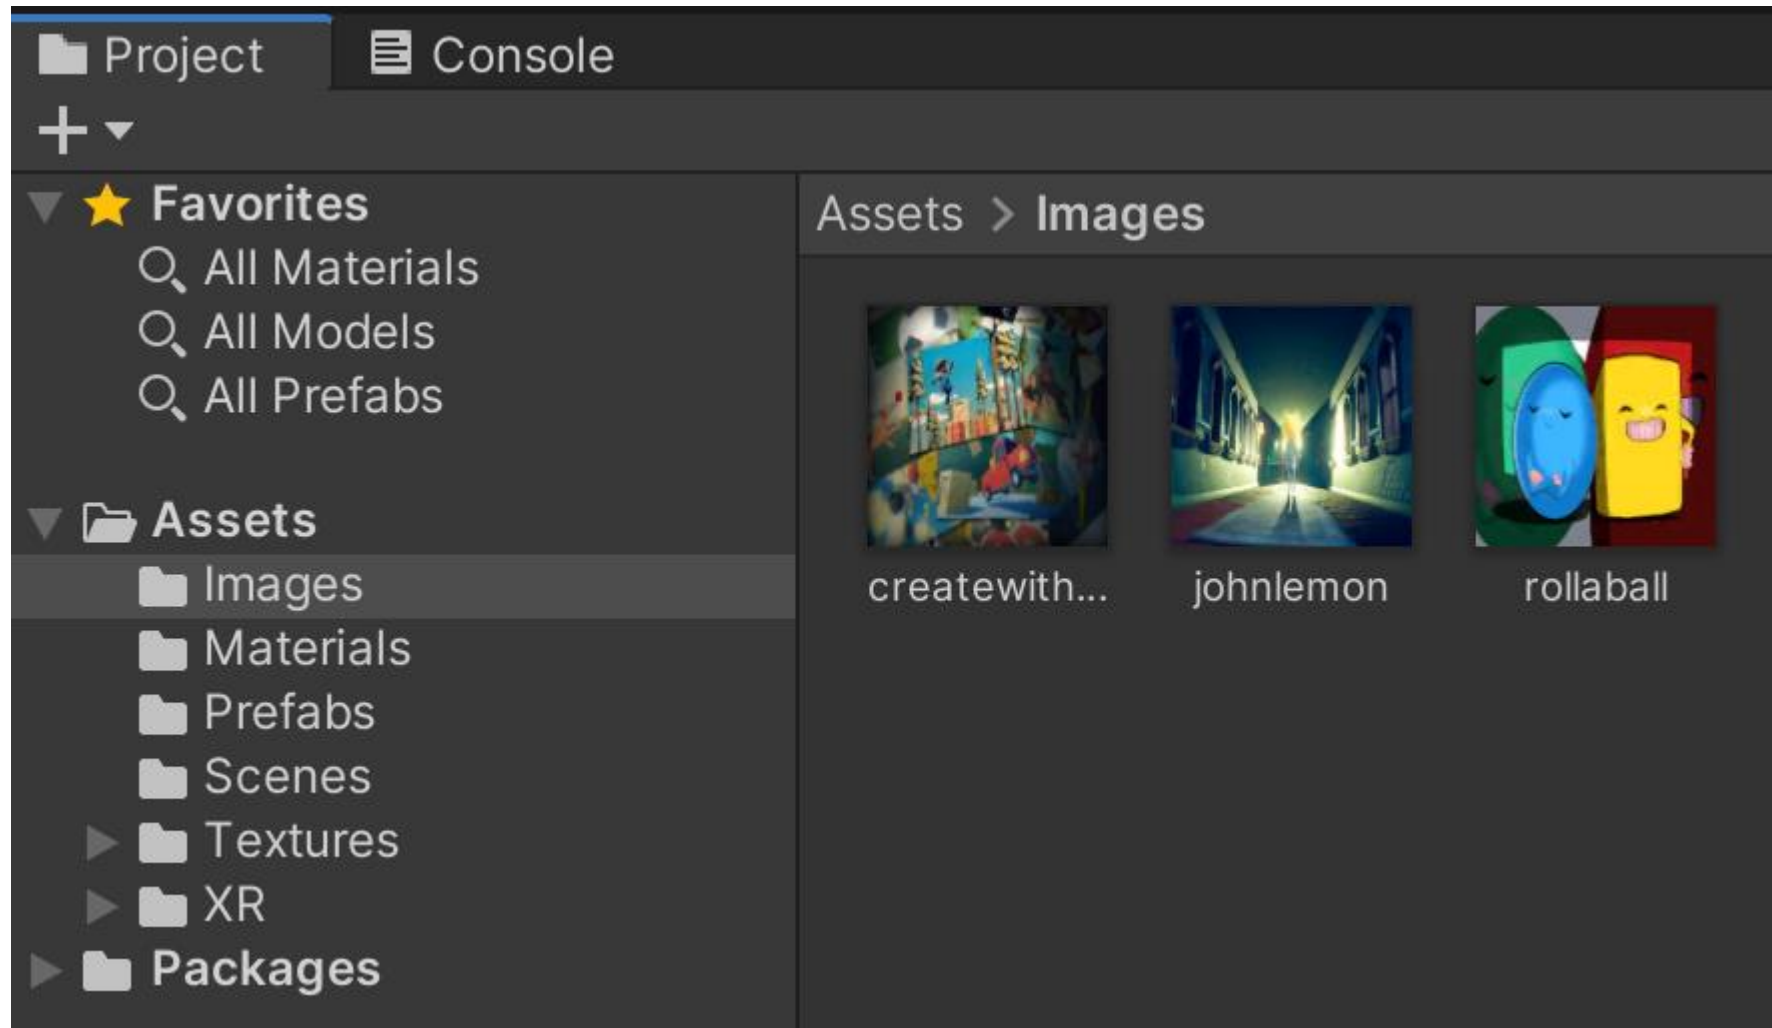 Project
Console
Favorites
All Materials
All Models
All Prefabs
Assets
Images
Materials
Prefabs
Scenes
Textures
XR
Packages
Assets > Images
createwith...
johnlemon
rollaball